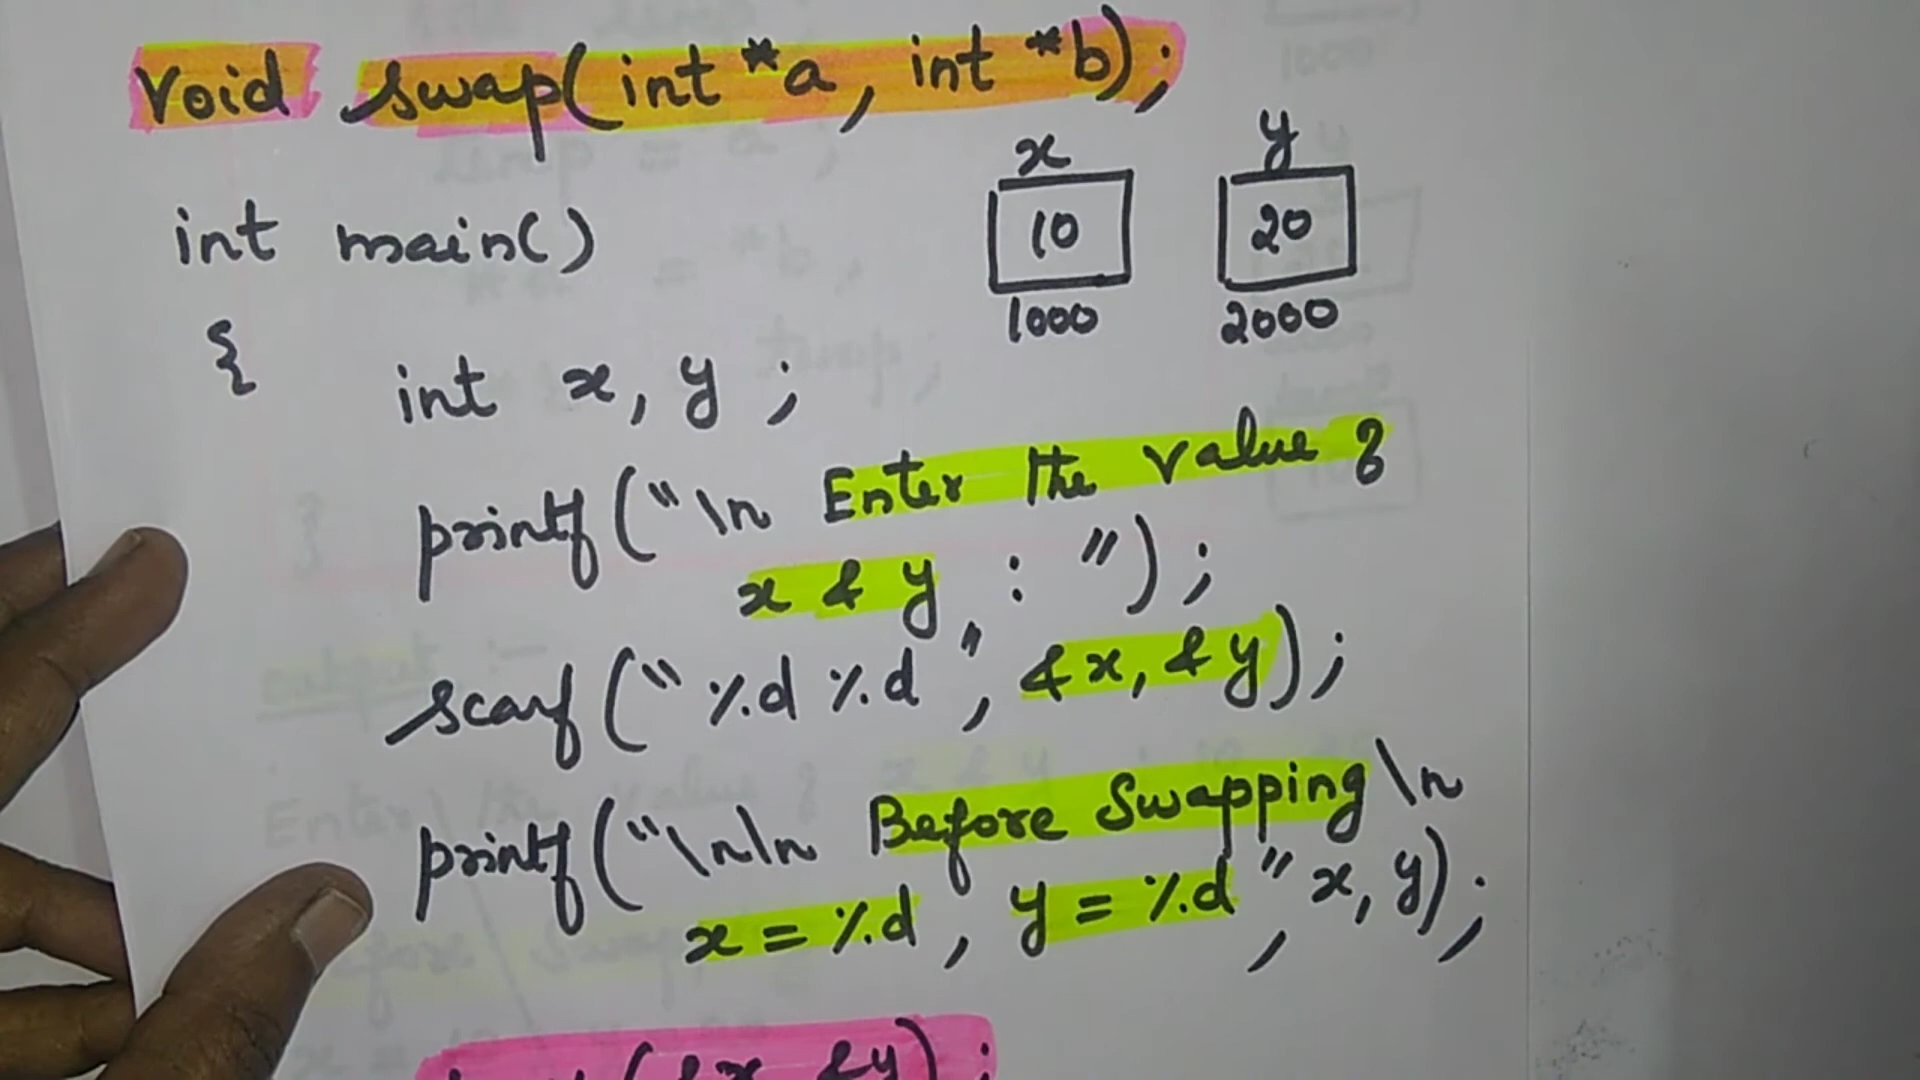 void swap(int *a, int *b);
x y
int main()
10 20
1000 2000
{
int x, y;
printf("\n Enter the value of
x & y : ");
scanf("%d %d", &x, &y);
printf("\n\n Before Swapping \n
x = %d, y = %d", x, y);
(&x, &y);